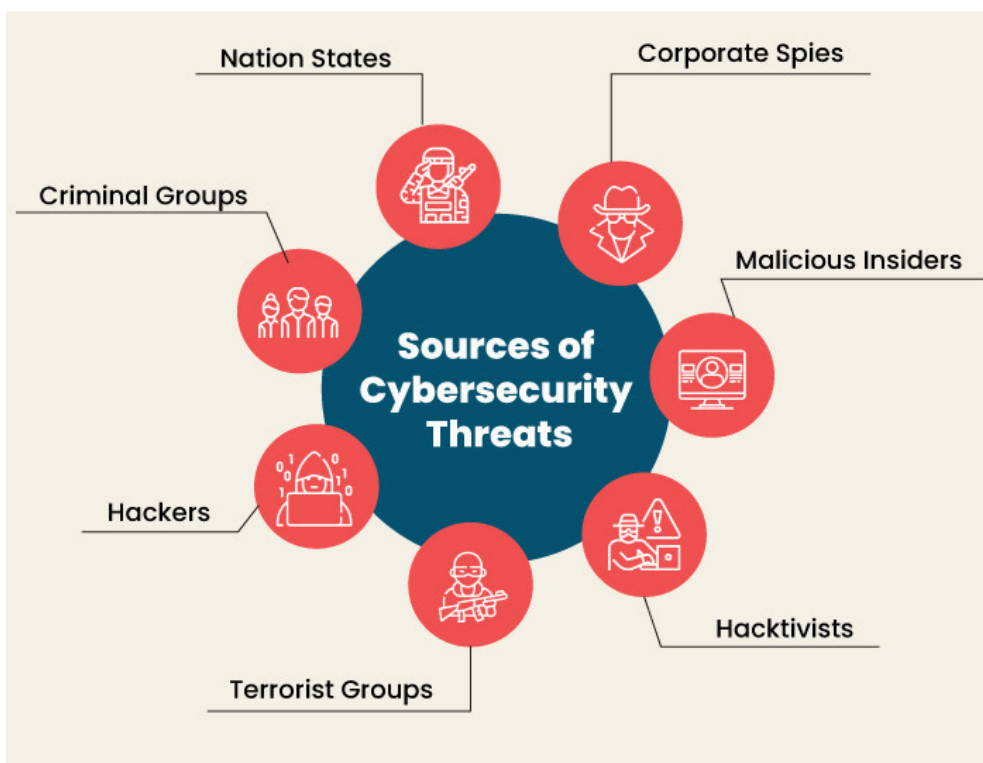 Nation States
Corporate Spies
Criminal Groups
Malicious Insiders
Sources of
Cybersecurity
Threats
Hackers
Hacktivists
Terrorist Groups